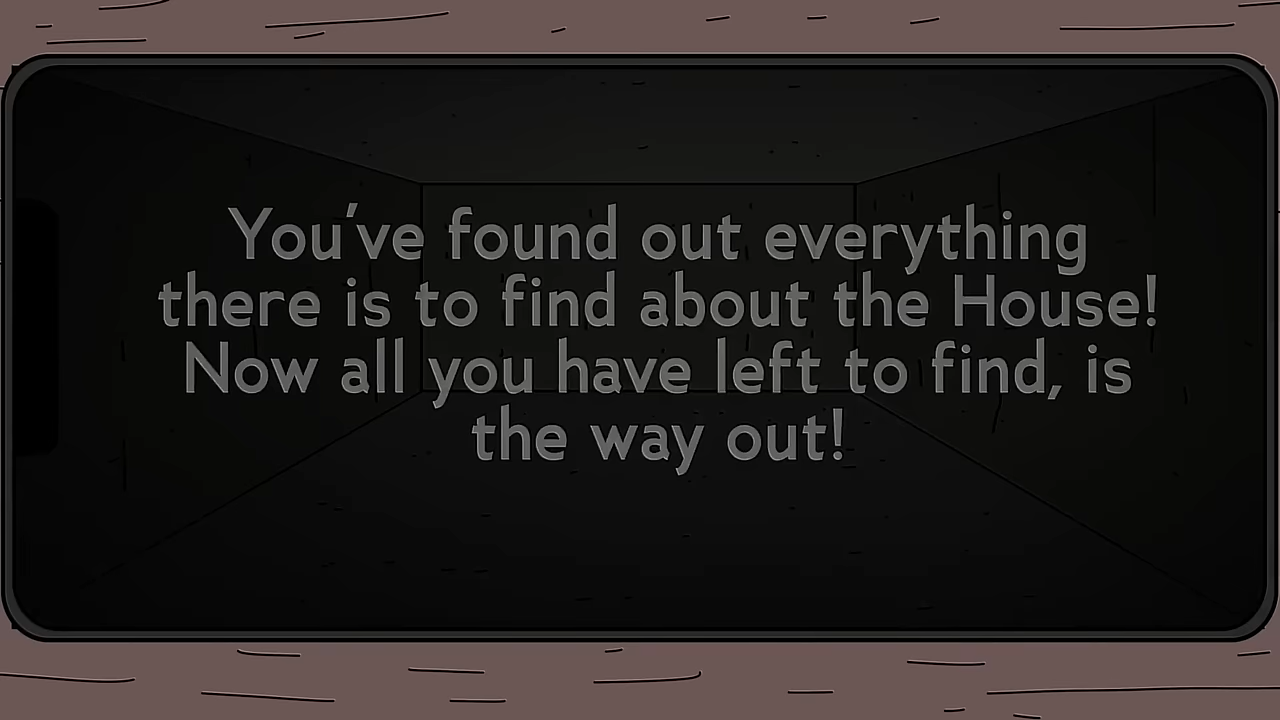 You've found out everything
there is to find about the House!
Now all you have left to find, is
the way out!